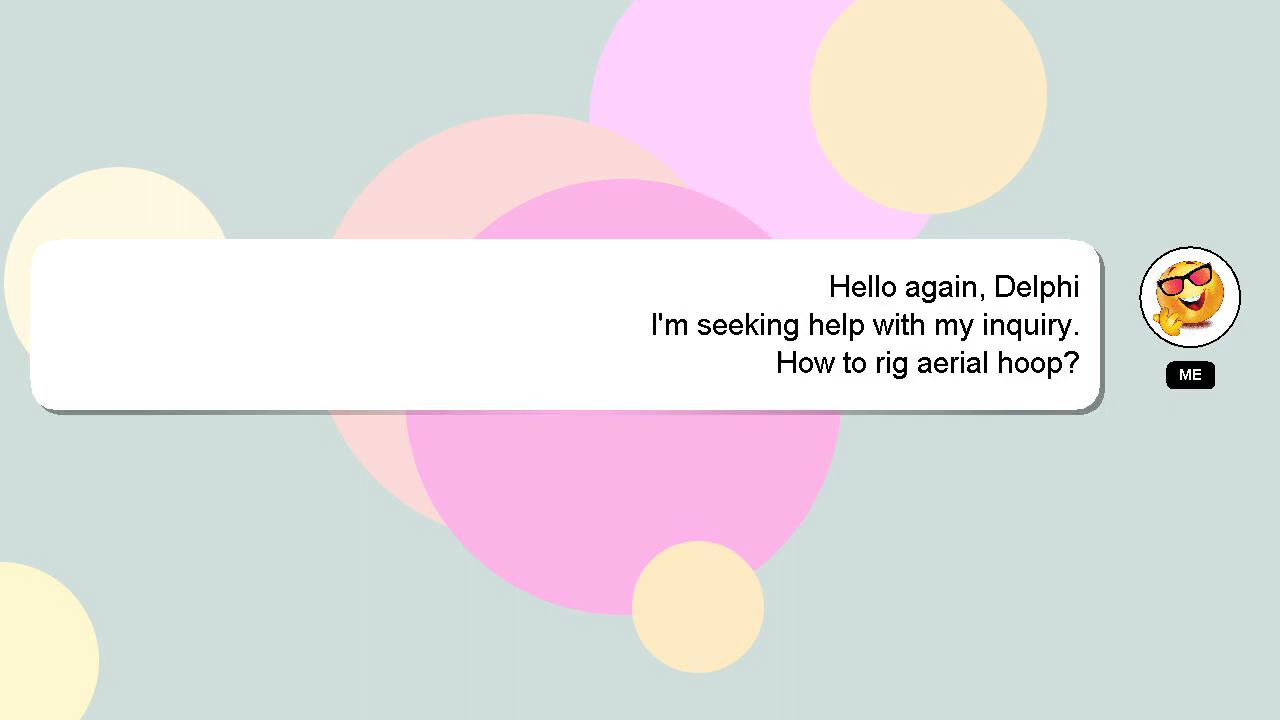 Hello again, Delphi
I'm seeking help with my inquiry.
How to rig aerial hoop?
ME